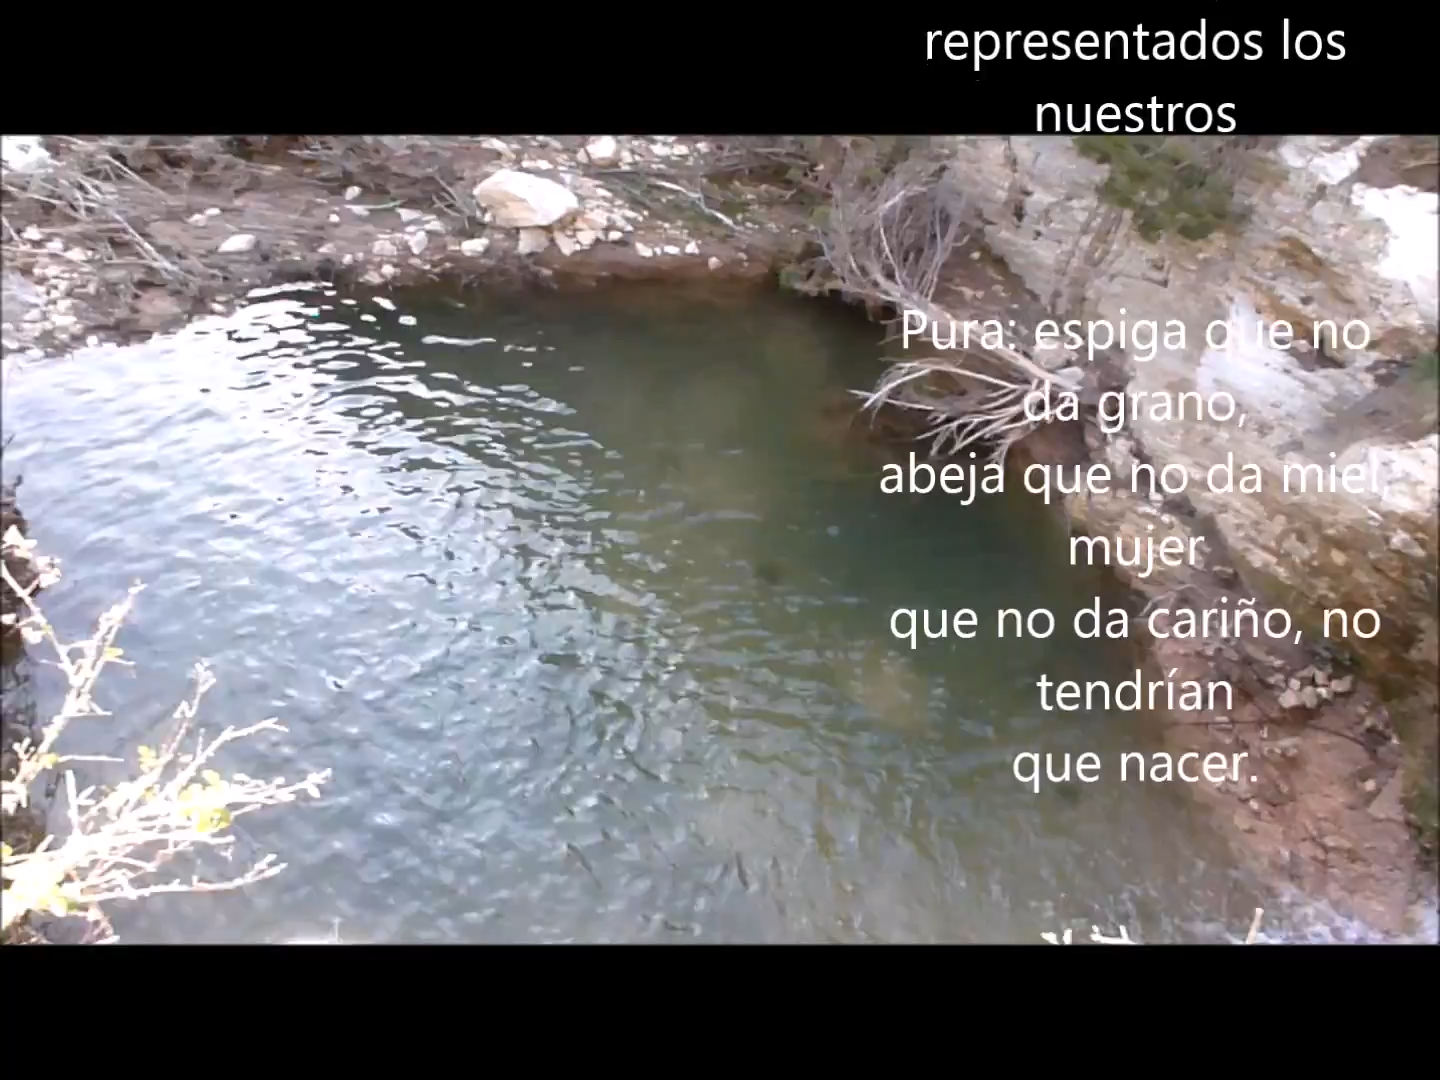 representados los
nuestros
Pura: espiga que no
da grano,
abeja que no da miel,
mujer
que no da cariño, no
tendrían
que nacer.